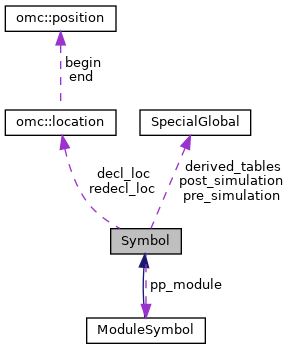 omc::position
begin
end
omc::location
SpecialGlobal
decl_loc
redecl_loc
derived_tables
post_simulation
pre_simulation
Symbol
pp_module
ModuleSymbol